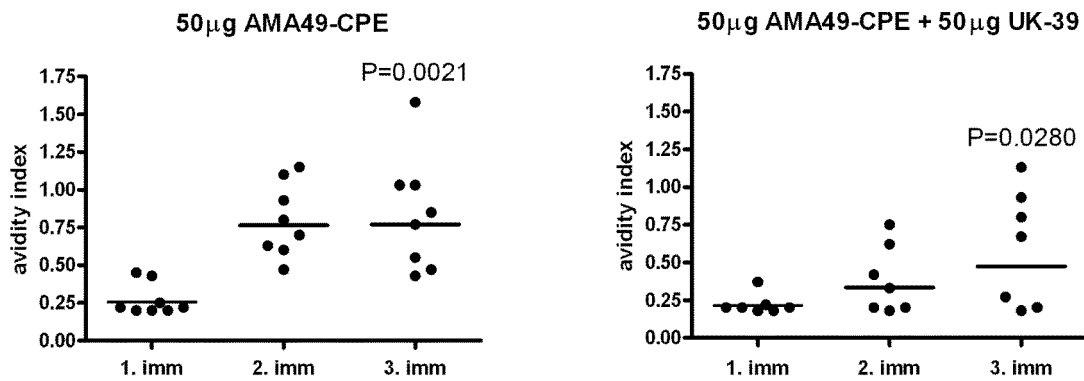 50μg AMA49-CPE
P=0.0021
avidity index
1.75
1.50
1.25
1.00
0.75
0.50
0.25
0.00
1. imm
2. imm
3. imm
50μg AMA49-CPE + 50μg UK-39
P=0.0280
avidity index
1.75
1.50
1.25
1.00
0.75
0.50
0.25
0.00
1. imm
2. imm
3. imm